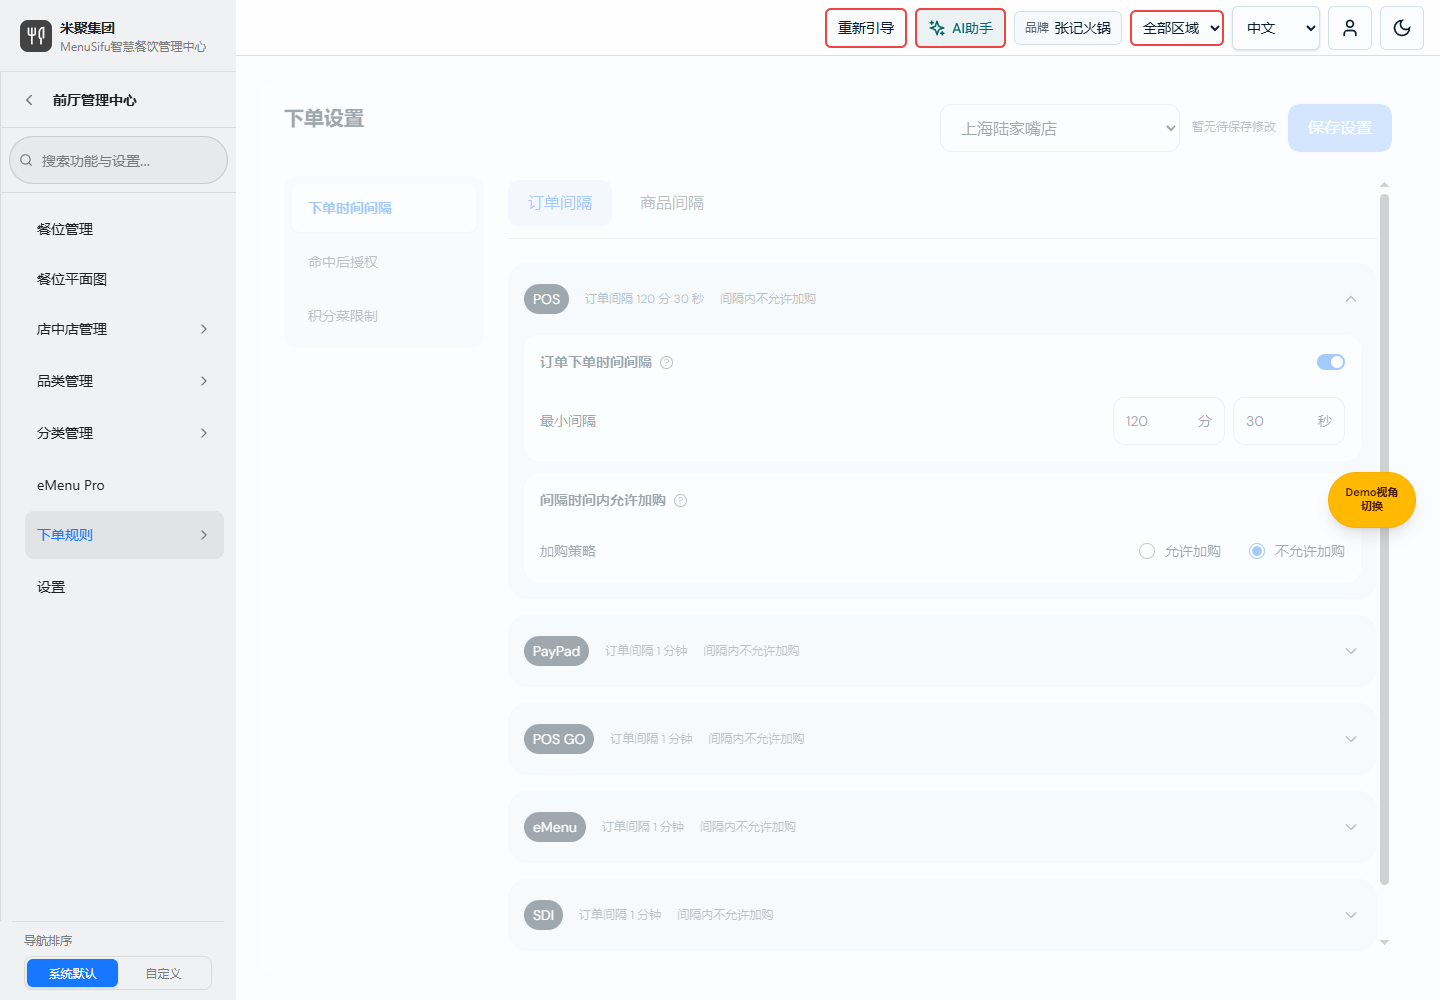 米聚集团
MenuSifu智慧餐饮管理中心
重新引导
AI助手
品牌 张记火锅
全部区域
中文
前厅管理中心
搜索功能与设置...
餐位管理
餐位平面图
店中店管理
品类管理
分类管理
eMenu Pro
下单规则
设置
导航排序
系统默认
自定义
下单设置
上海陆家嘴店
暂无待保存修改
保存设置
下单时间间隔
命中后授权
积分菜限制
订单间隔
商品间隔
POS 订单间隔 120 分 30 秒 间隔内不允许加购
订单下单时间间隔
最小间隔
120 分
30 秒
间隔时间内允许加购
加购策略
允许加购
不允许加购
PayPad 订单间隔 1 分钟 间隔内不允许加购
POS GO 订单间隔 1 分钟 间隔内不允许加购
eMenu 订单间隔 1 分钟 间隔内不允许加购
SDI 订单间隔 1 分钟 间隔内不允许加购
Demo视角
切换